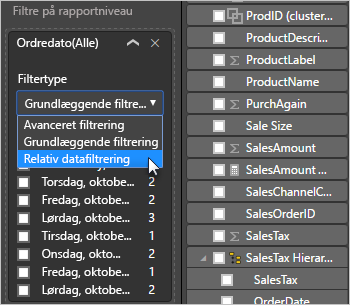 Filtre på rapportniveau
Ordredato(Alle)
Filtertype
Grundlæggende filtre...
Avanceret filtrering
Grundlæggende filtrering
Relativ datafiltrering
Torsdag, oktobe... 2
Fredag, oktobe... 2
Lørdag, oktobe... 3
Tirsdag, oktobe... 1
Onsdag, okto... 2
Fredag, oktobe... 1
Lørdag, oktobe... 2
ProdID (cluster...
ProductDescri...
ProductLabel
ProductName
PurchAgain
Sale Size
SalesAmount
SalesAmount ...
SalesChannelC...
SalesOrderID
SalesTax
SalesTax Hierar...
SalesTax
OrderDate